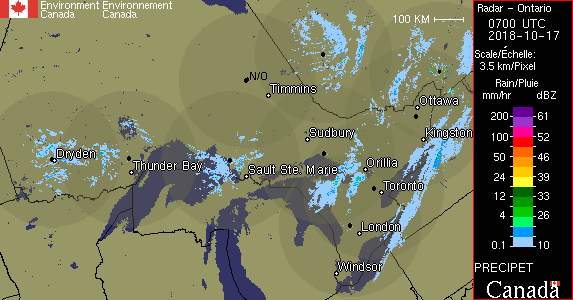 Environment Environnement
Canada Canada
100 KM
N/O
Timmins
Ottawa
Sudbury
Kingston
Dryden
Thunder Bay
Sault Ste. Marie
Orillia
Toronto
London
Windsor
Radar - Ontario
0700 UTC
2018-10-17
Scale/Échelle:
3.5 km/Pixel
Rain/Pluie
mm/hr dBZ
200 61
100 52
50 46
24 39
12 33
4 26
0.1 10
PRECIPET
Canada